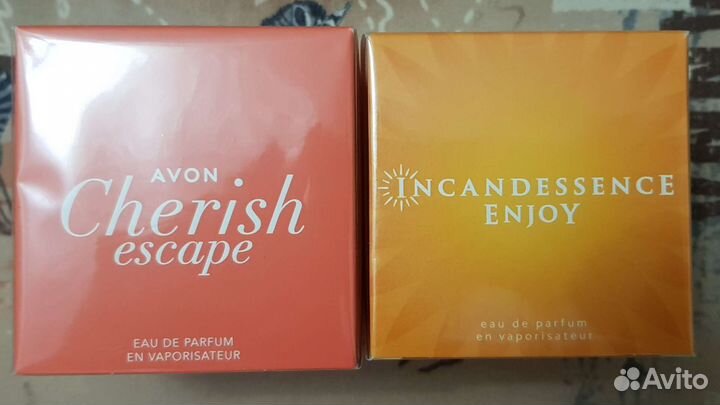 AVON
Cherish
escape
EAU DE PARFUM
EN VAPORISATEUR
INCANDESSENCE
ENJOY
eau de parfum
en vaporisateur
Avito